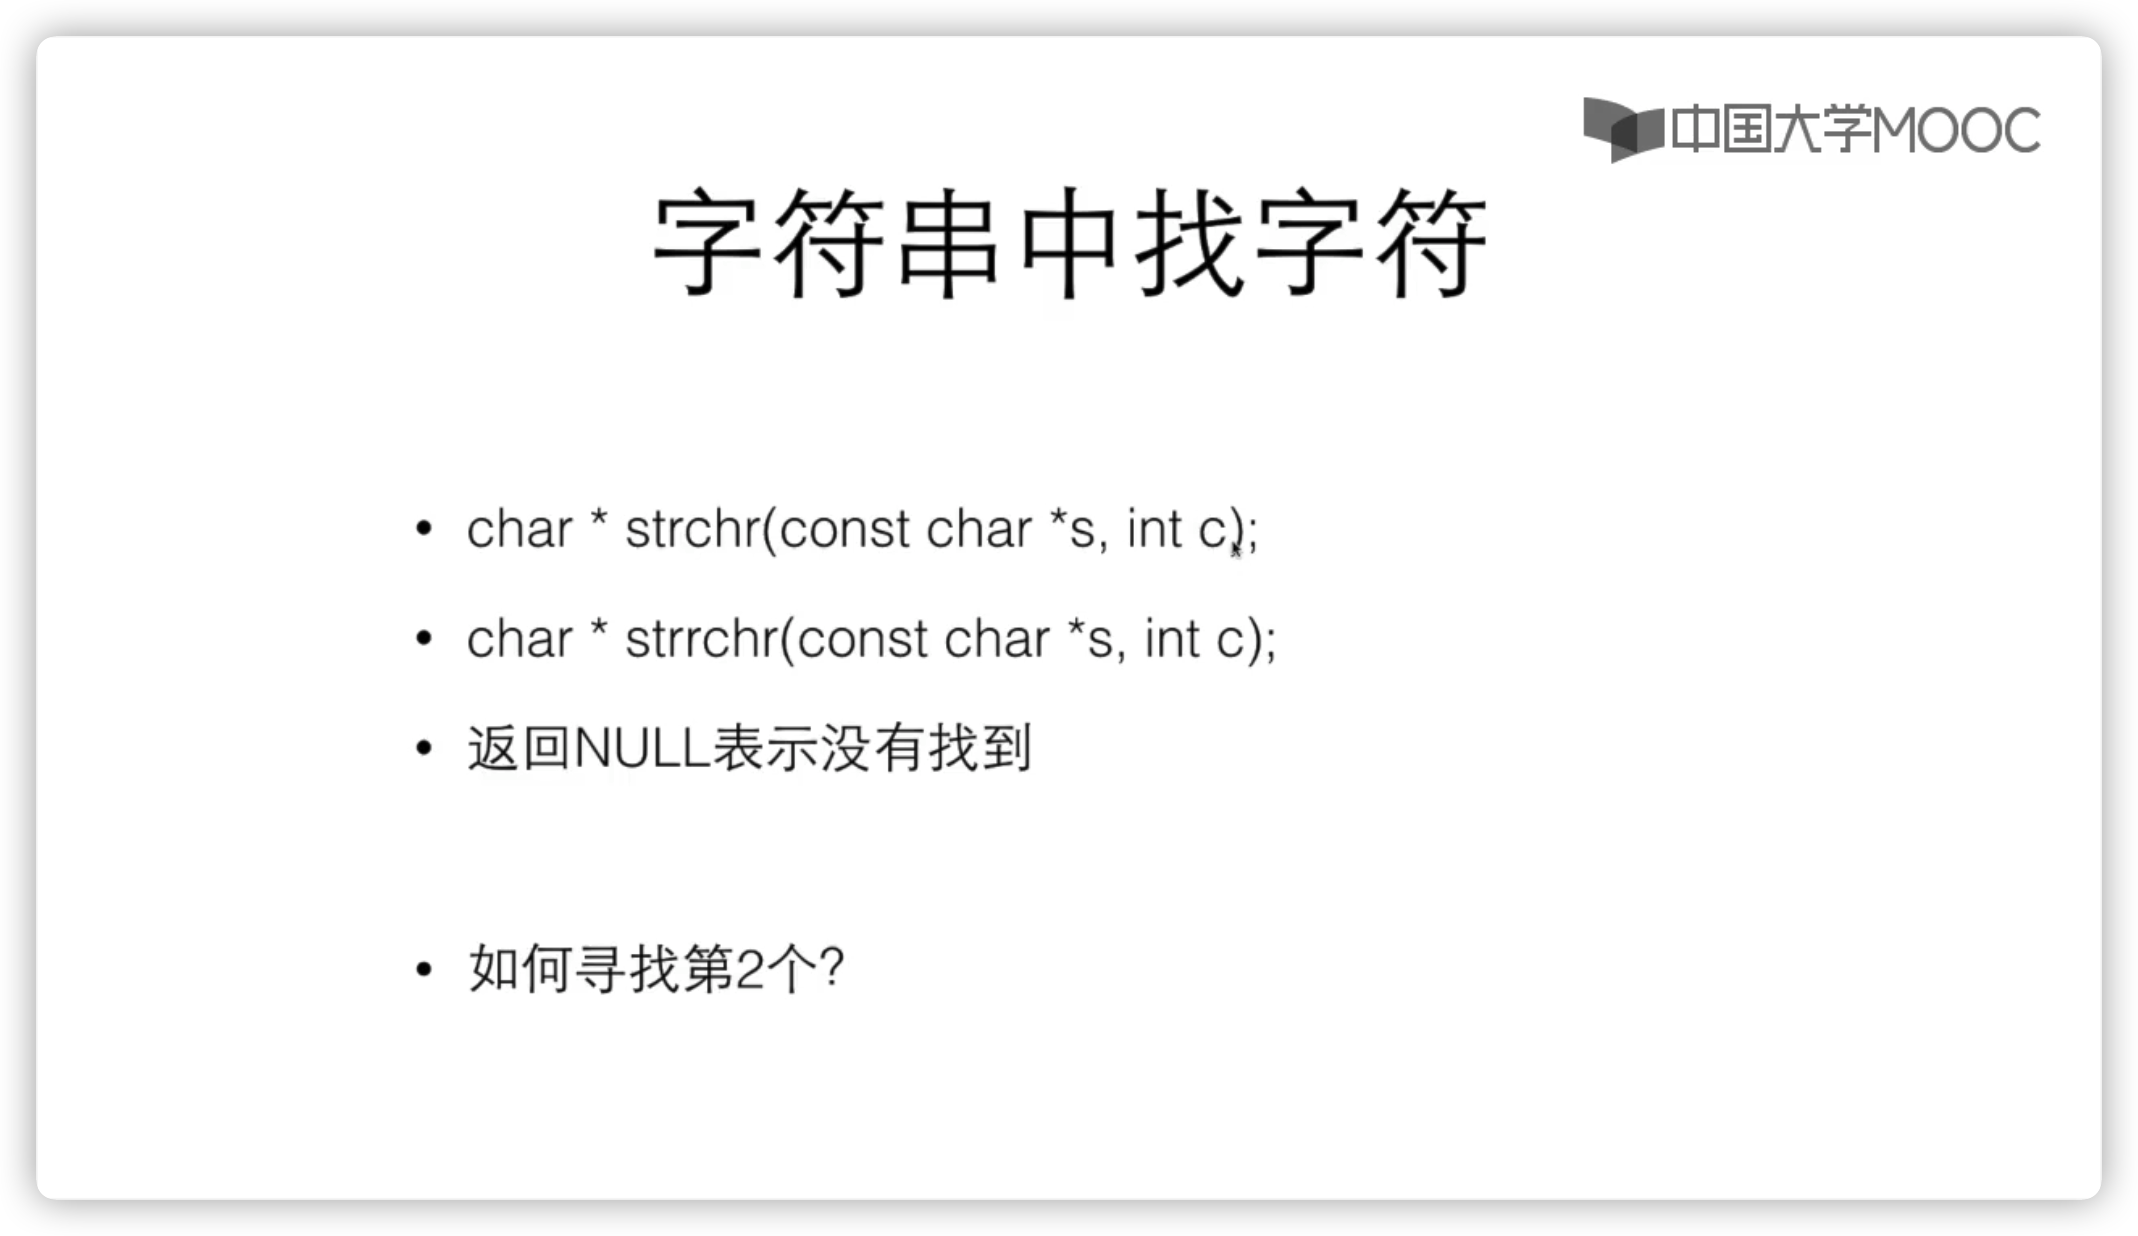 中国大学MOOC
字符串中找字符
• char * strchr(const char *s, int c);
• char * strrchr(const char *s, int c);
• 返回NULL表示没有找到
• 如何寻找第2个?